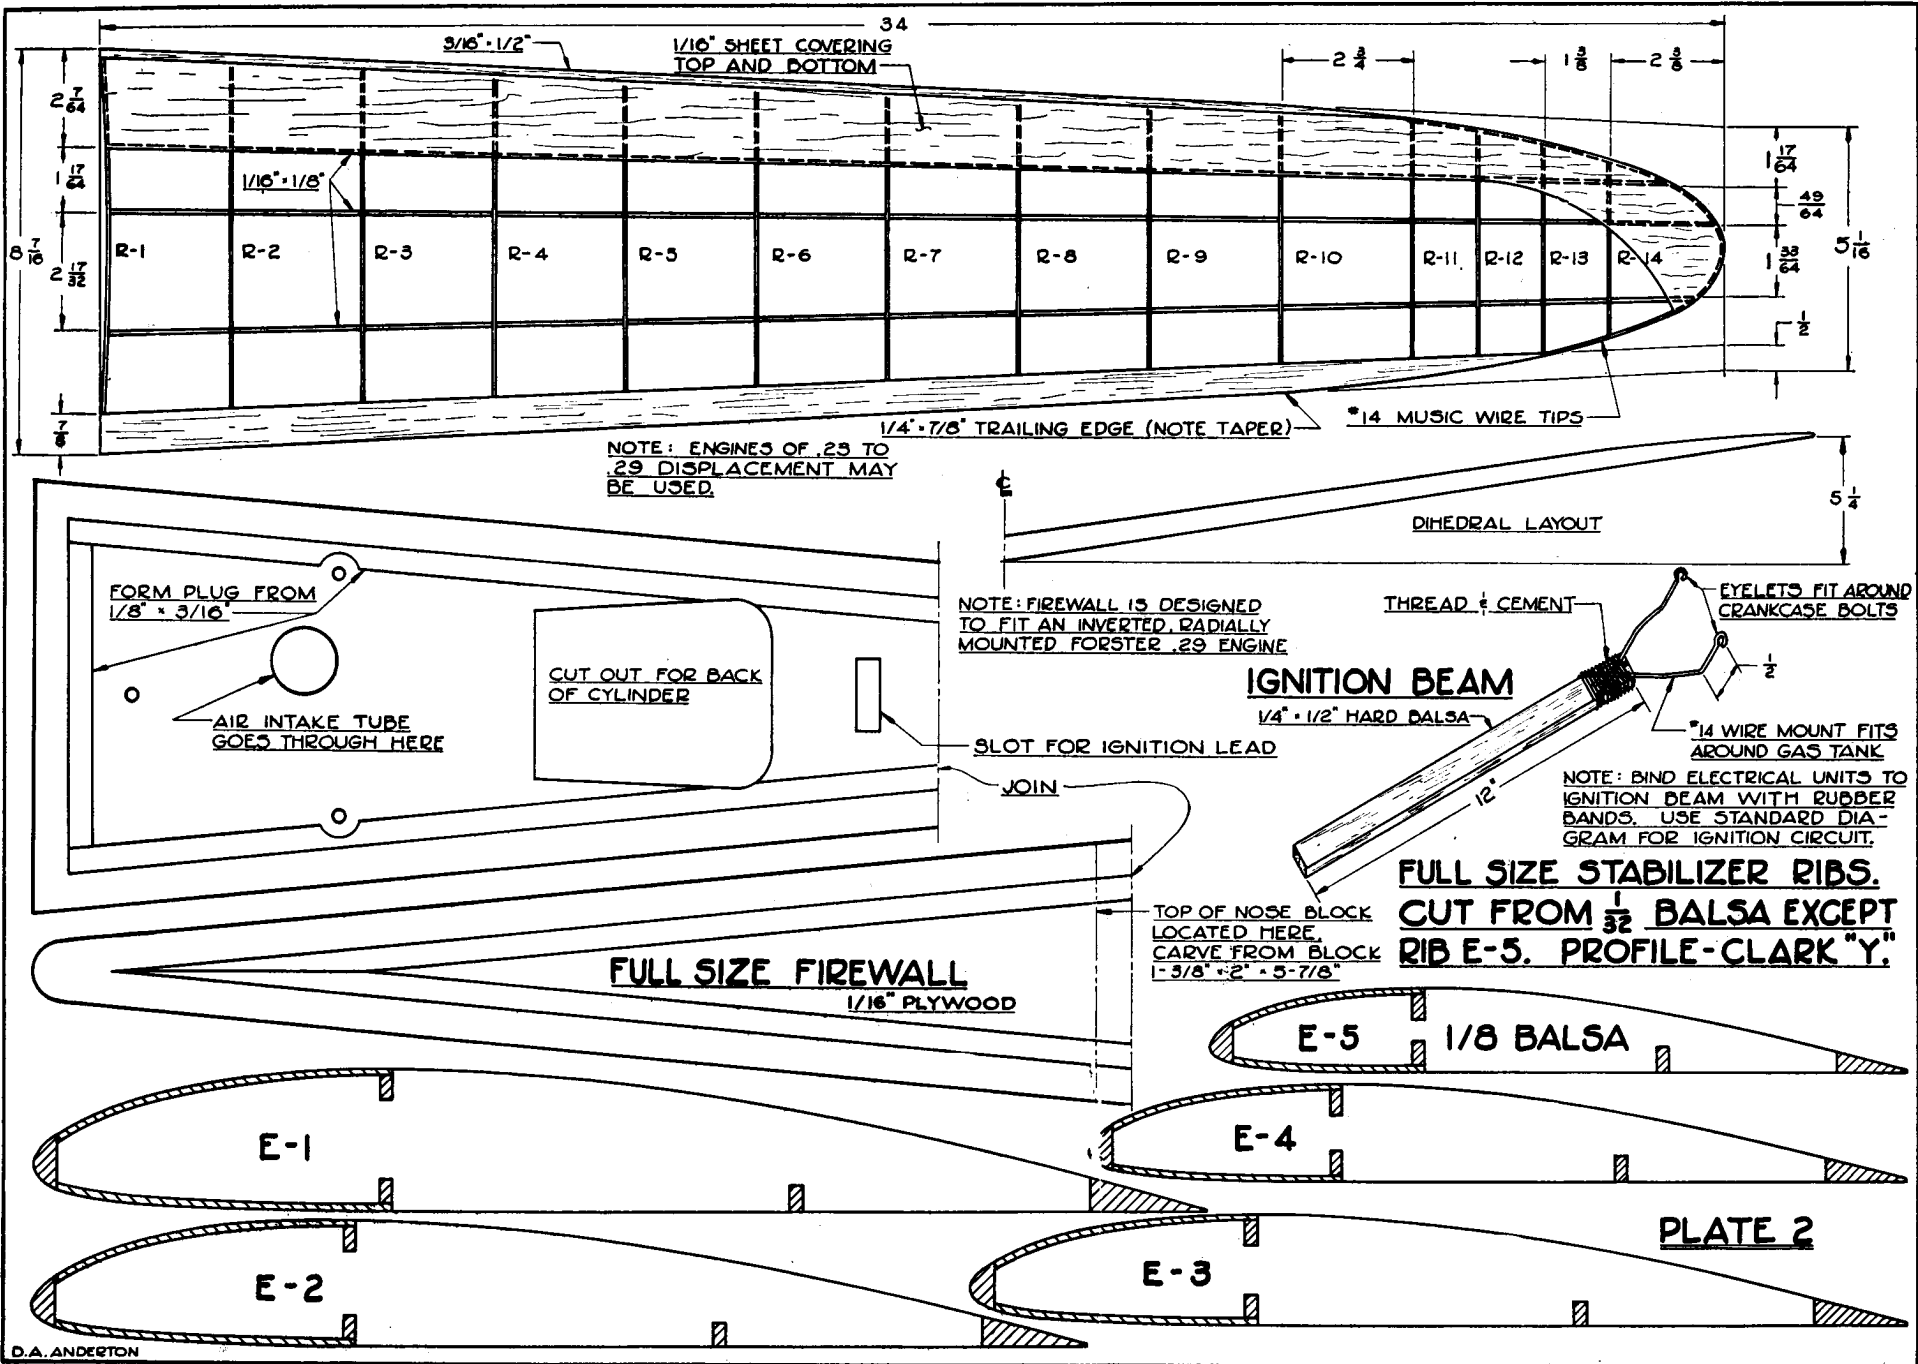 34
3/16" × 1/2"
1/16" SHEET COVERING
TOP AND BOTTOM
2 3/4
1 3/8
2 3/8
2 7/64
1 17/64
8 7/16
2 17/32
7/8
1/16" × 1/8"
R-1
R-2
R-3
R-4
R-5
R-6
R-7
R-8
R-9
R-10
R-11
R-12
R-13
R-14
1 17/64
49/64
5 1/16
1 33/64
1/2
1/4" × 7/8" TRAILING EDGE (NOTE TAPER)
#14 MUSIC WIRE TIPS
NOTE: ENGINES OF .23 TO
.29 DISPLACEMENT MAY
BE USED.
℄
5 1/4
DIHEDRAL LAYOUT
FORM PLUG FROM
1/8" × 3/16"
AIR INTAKE TUBE
GOES THROUGH HERE
CUT OUT FOR BACK
OF CYLINDER
NOTE: FIREWALL IS DESIGNED
TO FIT AN INVERTED, RADIALLY
MOUNTED FORSTER .29 ENGINE
SLOT FOR IGNITION LEAD
JOIN
THREAD & CEMENT
EYELETS FIT AROUND
CRANKCASE BOLTS
1/2
IGNITION BEAM
1/4" × 1/2" HARD BALSA
12"
#14 WIRE MOUNT FITS
AROUND GAS TANK
NOTE: BIND ELECTRICAL UNITS TO
IGNITION BEAM WITH RUBBER
BANDS. USE STANDARD DIA-
GRAM FOR IGNITION CIRCUIT.
FULL SIZE STABILIZER RIBS.
CUT FROM 1/32 BALSA EXCEPT
RIB E-5. PROFILE-CLARK "Y."
TOP OF NOSE BLOCK
LOCATED HERE.
CARVE FROM BLOCK
1-3/8" × 2" × 5-7/8"
FULL SIZE FIREWALL
1/16" PLYWOOD
E-5 1/8 BALSA
E-1
E-4
E-2
E-3
PLATE 2
D.A. ANDERTON